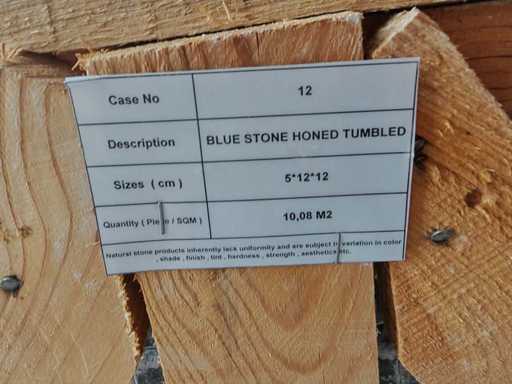 Case No 12
Description BLUE STONE HONED TUMBLED
Sizes ( cm ) 5*12*12
Quantity ( Piece / SQM ) 10,08 M2
Natural stone products inherently lack uniformity and are subject to variation in color
, shade , finish , tint , hardness , strength , aesthetics etc.